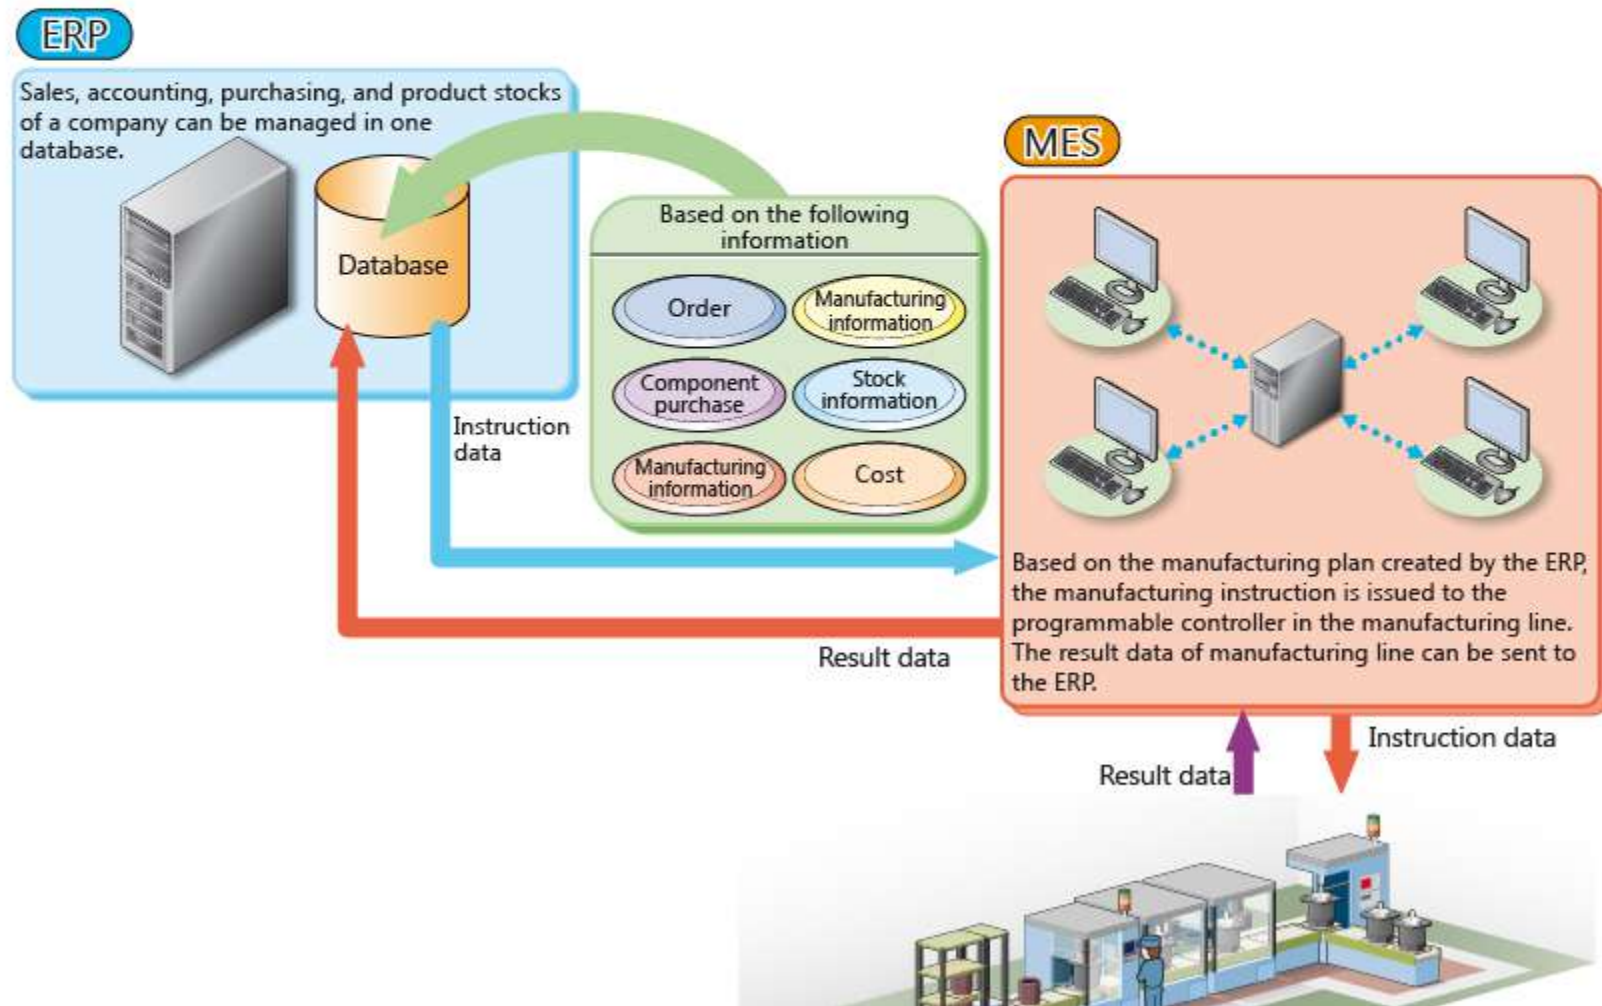 ERP
Sales, accounting, purchasing, and product stocks
of a company can be managed in one
database.
Database
Instruction
data
Based on the following
information
Order
Manufacturing
information
Component
purchase
Stock
information
Manufacturing
information
Cost
Result data
MES
Based on the manufacturing plan created by the ERP,
the manufacturing instruction is issued to the
programmable controller in the manufacturing line.
The result data of manufacturing line can be sent to
the ERP.
Result data
Instruction data